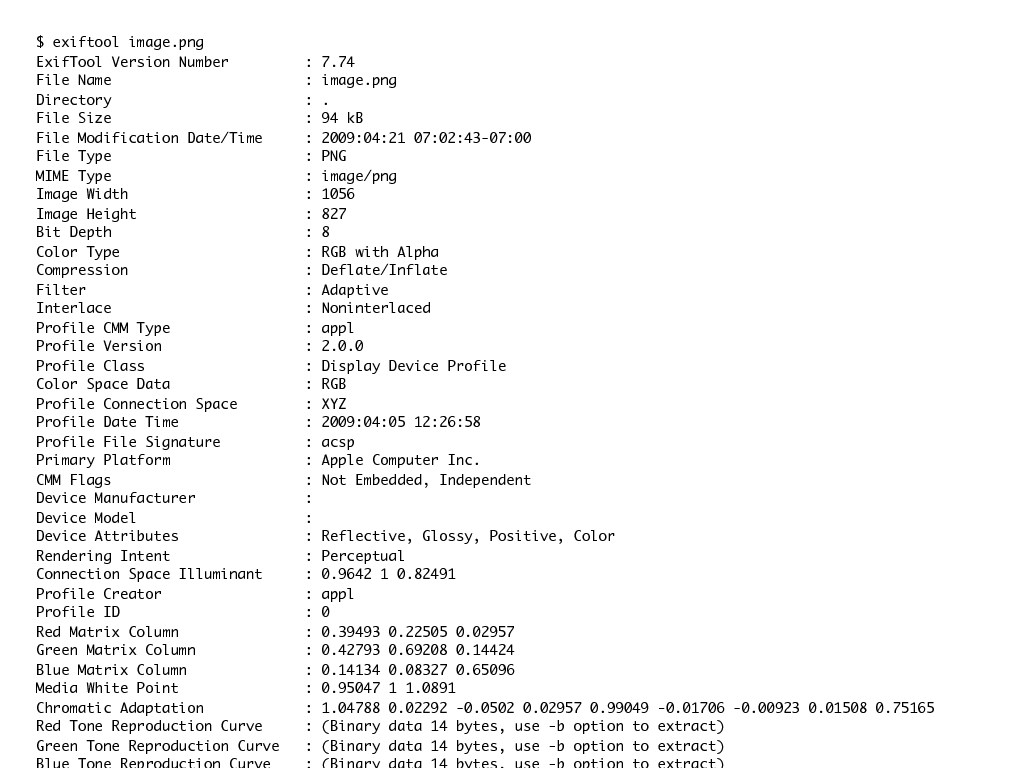 $ exiftool image.png
ExifTool Version Number         : 7.74
File Name                       : image.png
Directory                       : .
File Size                       : 94 kB
File Modification Date/Time     : 2009:04:21 07:02:43-07:00
File Type                       : PNG
MIME Type                       : image/png
Image Width                     : 1056
Image Height                    : 827
Bit Depth                       : 8
Color Type                      : RGB with Alpha
Compression                     : Deflate/Inflate
Filter                          : Adaptive
Interlace                       : Noninterlaced
Profile CMM Type                : appl
Profile Version                 : 2.0.0
Profile Class                   : Display Device Profile
Color Space Data                : RGB
Profile Connection Space        : XYZ
Profile Date Time               : 2009:04:05 12:26:58
Profile File Signature          : acsp
Primary Platform                : Apple Computer Inc.
CMM Flags                       : Not Embedded, Independent
Device Manufacturer             :
Device Model                    :
Device Attributes               : Reflective, Glossy, Positive, Color
Rendering Intent                : Perceptual
Connection Space Illuminant     : 0.9642 1 0.82491
Profile Creator                 : appl
Profile ID                      : 0
Red Matrix Column               : 0.39493 0.22505 0.02957
Green Matrix Column             : 0.42793 0.69208 0.14424
Blue Matrix Column              : 0.14134 0.08327 0.65096
Media White Point               : 0.95047 1 1.0891
Chromatic Adaptation            : 1.04788 0.02292 -0.0502 0.02957 0.99049 -0.01706 -0.00923 0.01508 0.75165
Red Tone Reproduction Curve     : (Binary data 14 bytes, use -b option to extract)
Green Tone Reproduction Curve   : (Binary data 14 bytes, use -b option to extract)
Blue Tone Reproduction Curve    : (Binary data 14 bytes, use -b option to extract)